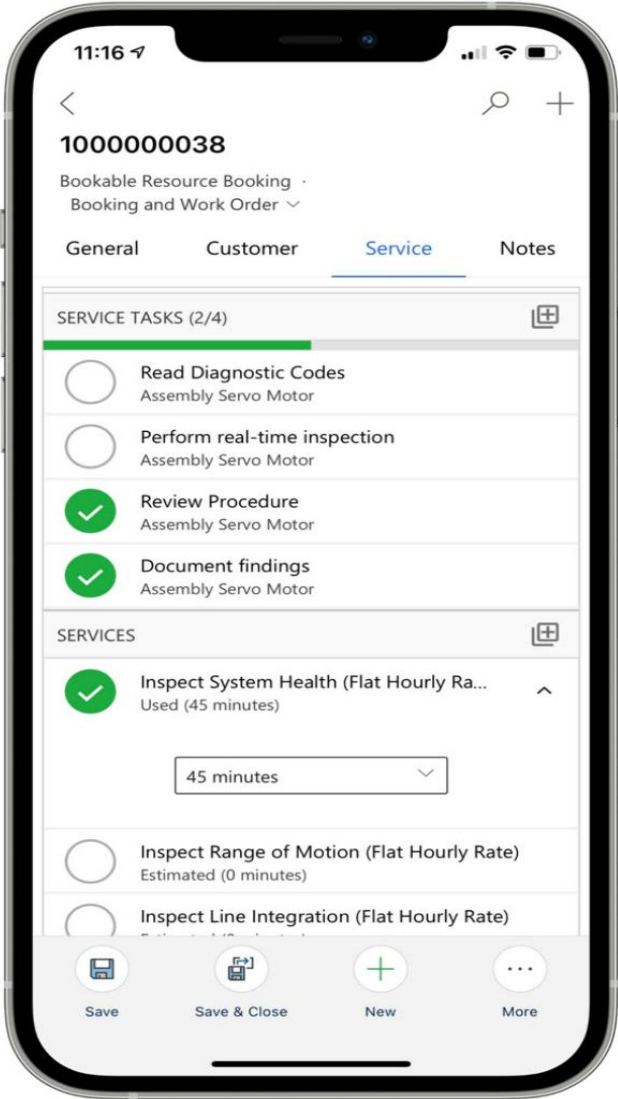 11:16
1000000038
Bookable Resource Booking ·
Booking and Work Order
General Customer Service Notes
SERVICE TASKS (2/4)
Read Diagnostic Codes
Assembly Servo Motor
Perform real-time inspection
Assembly Servo Motor
Review Procedure
Assembly Servo Motor
Document findings
Assembly Servo Motor
SERVICES
Inspect System Health (Flat Hourly Ra...
Used (45 minutes)
45 minutes
Inspect Range of Motion (Flat Hourly Rate)
Estimated (0 minutes)
Inspect Line Integration (Flat Hourly Rate)
Save Save & Close New More